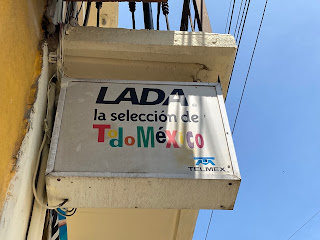 LADA
la selección de
TodoMéxico
TELMEX